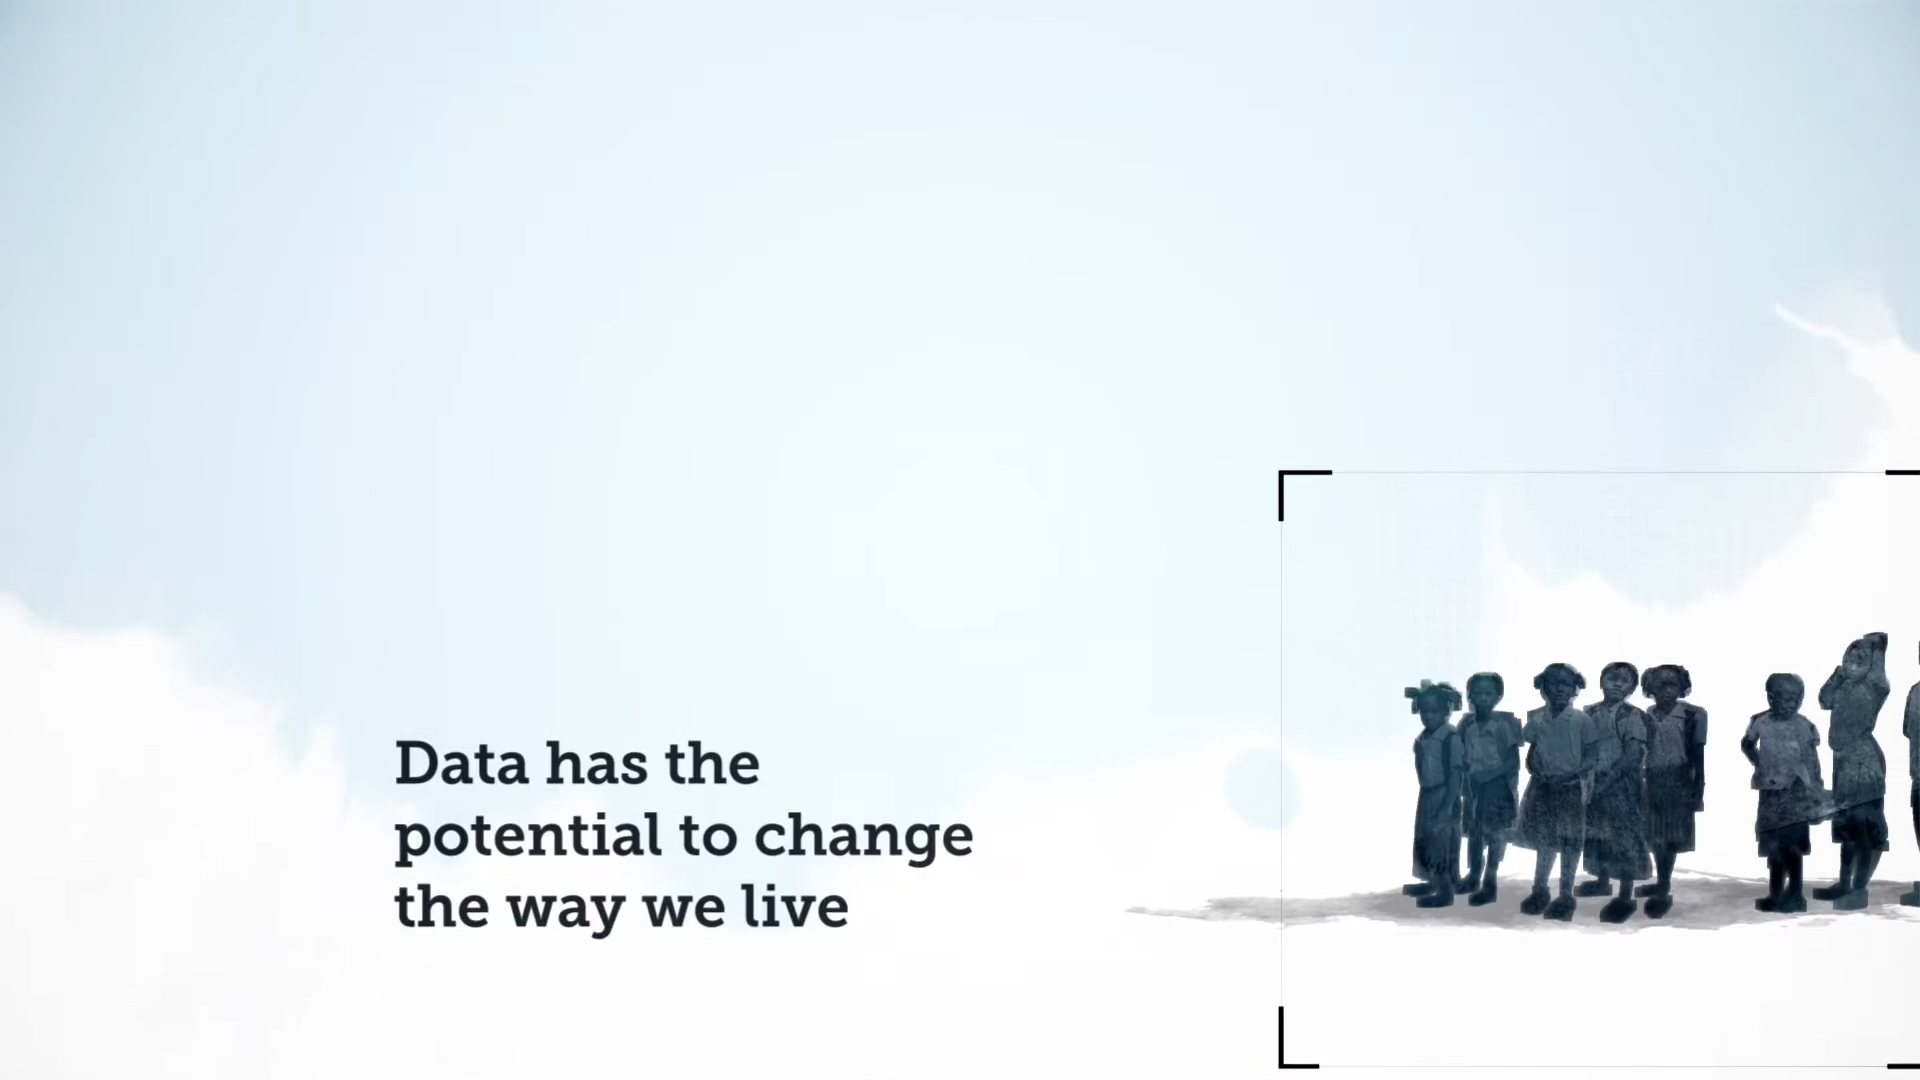 Data has the
potential to change
the way we live